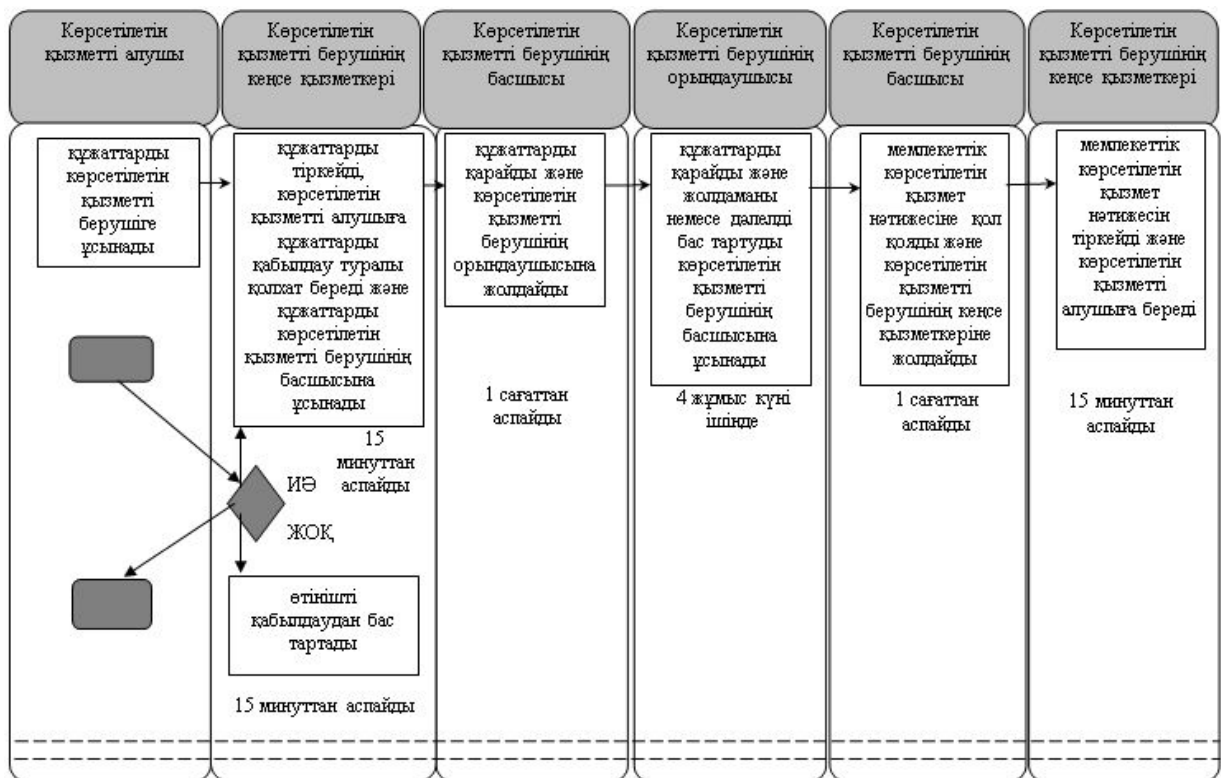 Көрсетілетін
қызметті алушы
Көрсетілетін
қызметті берушінің
кеңсе қызметкері
Көрсетілетін
қызметті берушінің
басшысы
Көрсетілетін
қызметті берушінің
орындаушысы
Көрсетілетін
қызметті берушінің
басшысы
Көрсетілетін
қызметті берушінің
кеңсе қызметкері
құжаттарды
көрсетілетін
қызметті
берушіге
ұсынады
құжаттарды
тіркейді,
көрсетілетін
қызметті алушыға
құжаттарды
қабылдау туралы
қолхат береді және
құжаттарды
көрсетілетін
қызметті берушінің
басшысына
ұсынады
15
минуттан
аспайды
ИӘ
ЖОҚ
өтінішті
қабылдаудан бас
тартады
15 минуттан аспайды
құжаттарды
қарайды және
көрсетілетін
қызметті
берушінің
орындаушысына
жолдайды
1 сағаттан
аспайды
құжаттарды
қарайды және
жолдаманы
немесе дәлелді
бас тартуды
көрсетілетін
қызметті
берушінің
басшысына
ұсынады
4 жұмыс күні
ішінде
мемлекеттік
көрсетілетін
қызмет
нәтижесіне қол
қояды және
көрсетілетін
қызметті
берушінің кеңсе
қызметкеріне
жолдайды
1 сағаттан
аспайды
мемлекеттік
көрсетілетін
қызмет
нәтижесін
тіркейді және
көрсетілетін
қызметті
алушыға береді
15 минуттан
аспайды